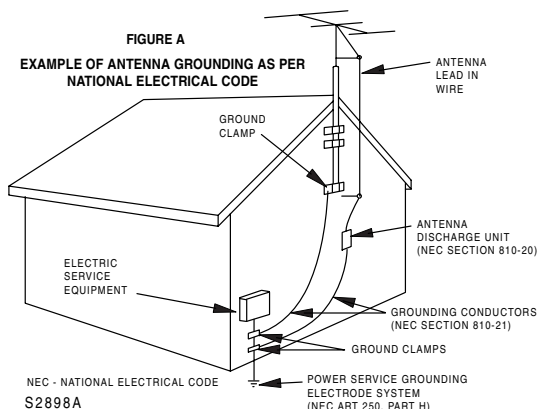 FIGURE A
EXAMPLE OF ANTENNA GROUNDING AS PER
NATIONAL ELECTRICAL CODE
ANTENNA
LEAD IN
WIRE
GROUND
CLAMP
ANTENNA
DISCHARGE UNIT
(NEC SECTION 810-20)
ELECTRIC
SERVICE
EQUIPMENT
GROUNDING CONDUCTORS
(NEC SECTION 810-21)
GROUND CLAMPS
POWER SERVICE GROUNDING
ELECTRODE SYSTEM
(NEC ART 250, PART H)
NEC - NATIONAL ELECTRICAL CODE
S2898A